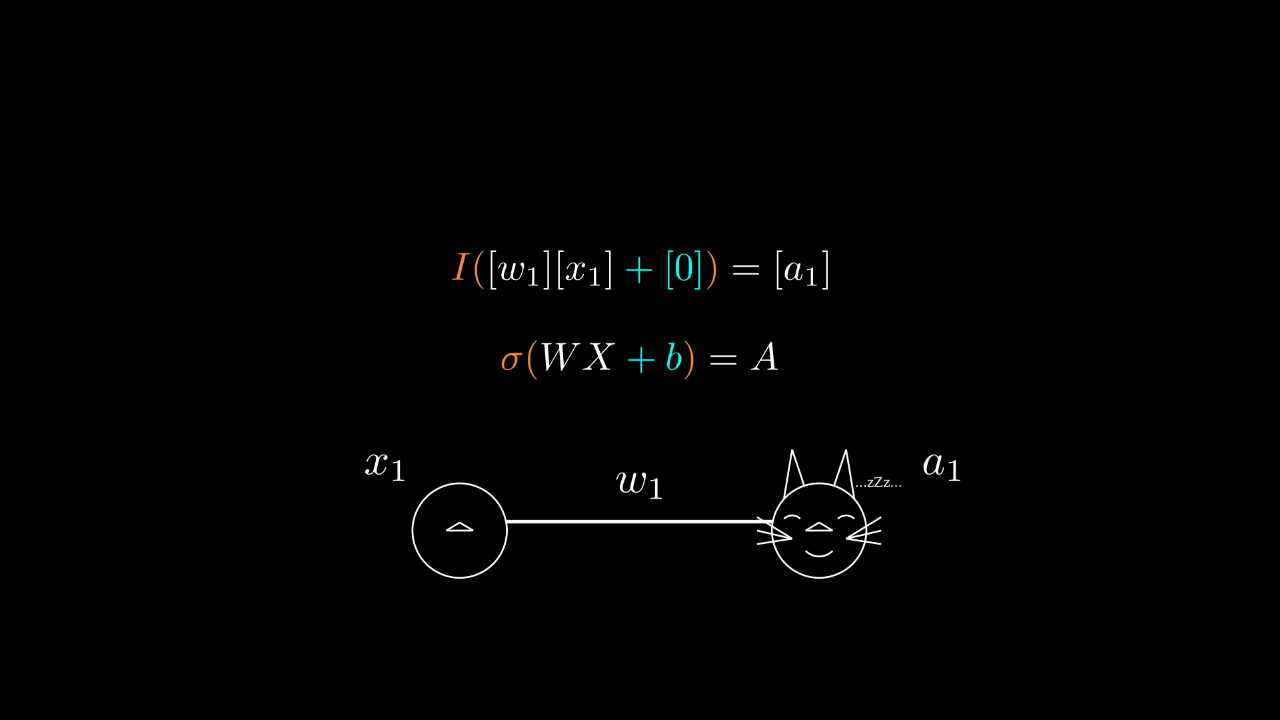 I([w₁][x₁] + [0]) = [a₁]
σ(WX + b) = A
x₁ w₁ ...zZz... a₁